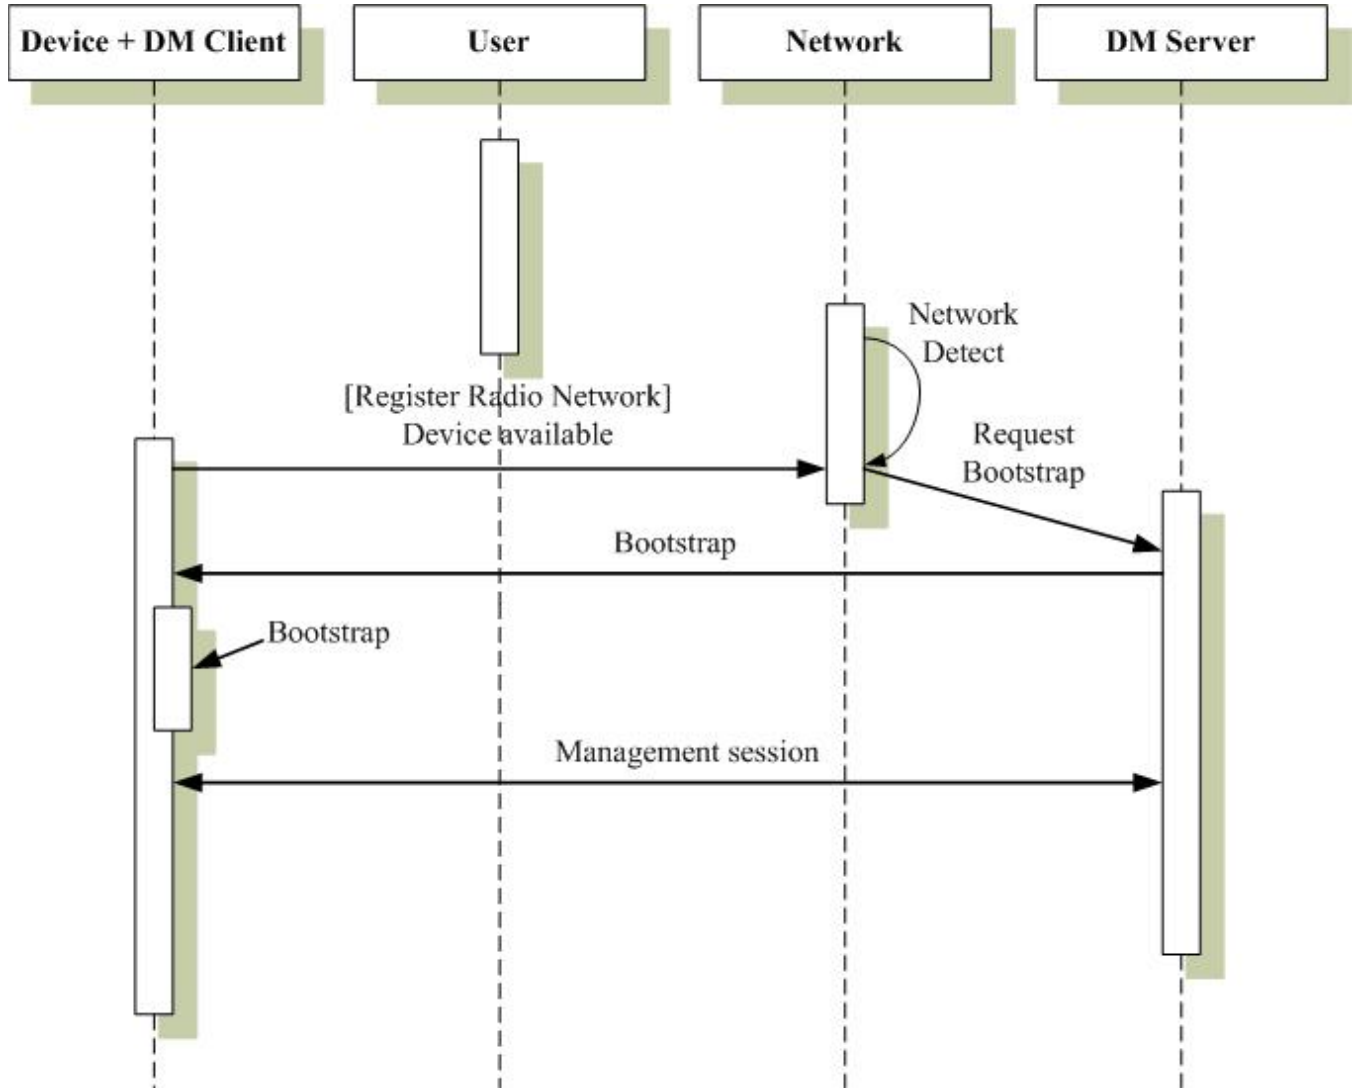 Device + DM Client
User
Network
DM Server
Network
Detect
[Register Radio Network]
Device available
Request
Bootstrap
Bootstrap
Bootstrap
Management session